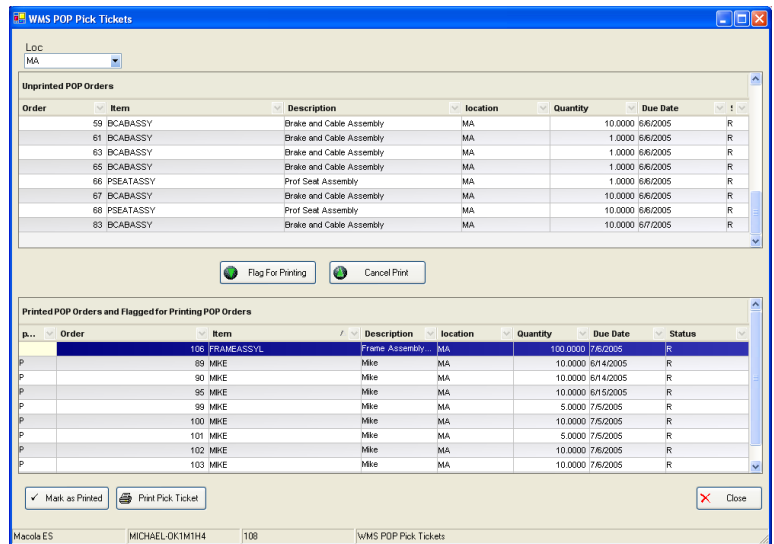 WMS POP Pick Tickets
Loc
MA
Unprinted POP Orders
Order Item Description location Quantity Due Date
59 BCABASSY Brake and Cable Assembly MA 10.0000 6/6/2005 R
61 BCABASSY Brake and Cable Assembly MA 1.0000 6/6/2005 R
63 BCABASSY Brake and Cable Assembly MA 1.0000 6/6/2005 R
65 BCABASSY Brake and Cable Assembly MA 1.0000 6/6/2005 R
66 PSEATASSY Prof Seat Assembly MA 1.0000 6/6/2005 R
67 BCABASSY Brake and Cable Assembly MA 10.0000 6/6/2005 R
68 PSEATASSY Prof Seat Assembly MA 10.0000 6/6/2005 R
83 BCABASSY Brake and Cable Assembly MA 10.0000 6/7/2005 R
Flag For Printing Cancel Print
Printed POP Orders and Flagged for Printing POP Orders
p... Order Item / Description location Quantity Due Date Status
106 FRAMEASSYL Frame Assembly... MA 100.0000 7/6/2005 R
P 89 MIKE Mike MA 10.0000 6/14/2005 R
P 90 MIKE Mike MA 10.0000 6/14/2005 R
P 95 MIKE Mike MA 10.0000 6/15/2005 R
P 99 MIKE Mike MA 5.0000 7/5/2005 R
P 100 MIKE Mike MA 10.0000 7/5/2005 R
P 101 MIKE Mike MA 5.0000 7/5/2005 R
P 102 MIKE Mike MA 10.0000 7/6/2005 R
P 103 MIKE Mike MA 10.0000 7/6/2005 R
Mark as Printed Print Pick Ticket Close
Macola ES MICHAEL-OK1M1H4 108 WMS POP Pick Tickets